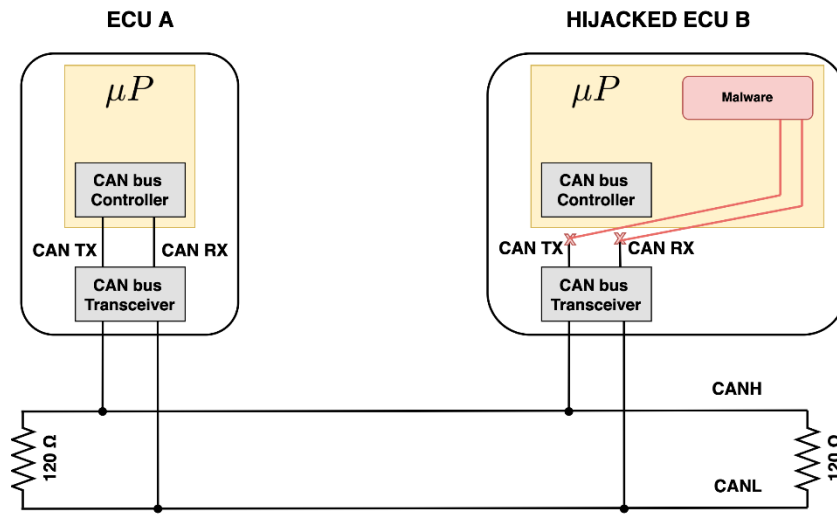 ECU A
HIJACKED ECU B
μP
μP
Malware
CAN bus
Controller
CAN bus
Controller
CAN TX
CAN RX
CAN TX
X
X
CAN RX
CAN bus
Transceiver
CAN bus
Transceiver
CANH
120 Ω
120 Ω
CANL